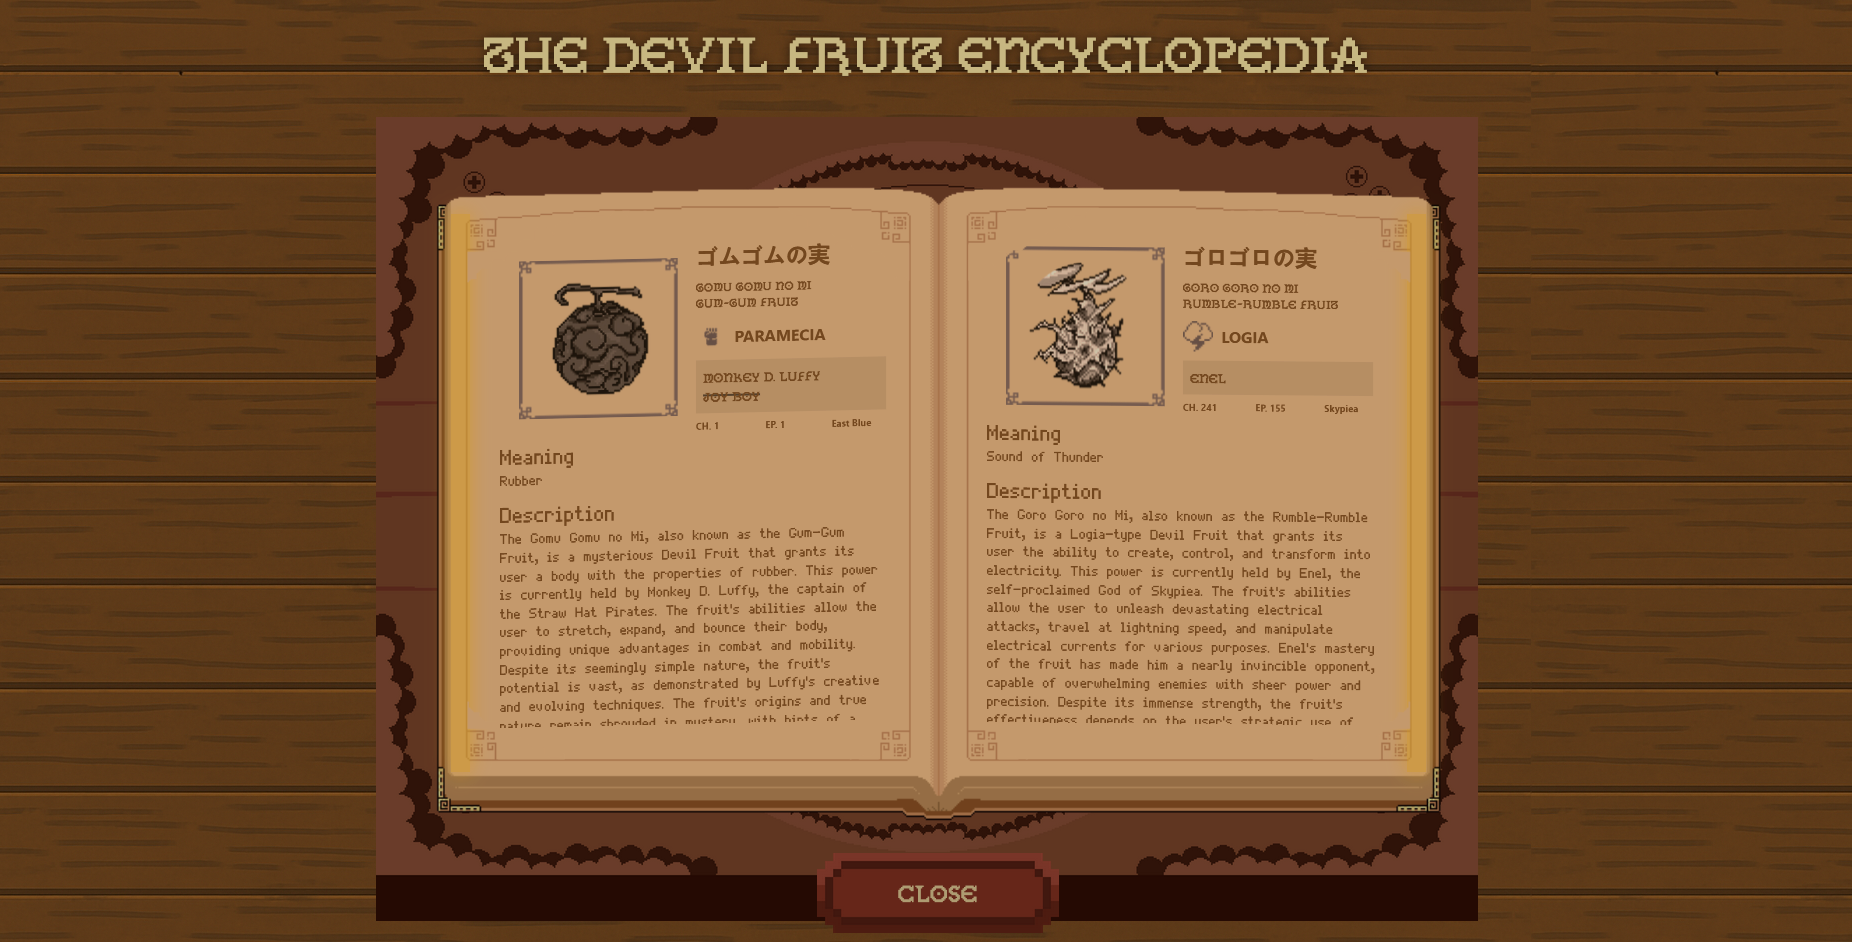 THE DEVIL FRUIT ENCYCLOPEDIA
ゴムゴムの実
GOMU GOMU NO MI
GUM-GUM FRUIT
PARAMECIA
MONKEY D. LUFFY
JOY BOY
CH. 1 EP. 1 East Blue
Meaning
Rubber
Description
The Gomu Gomu no Mi, also known as the Gum-Gum
Fruit, is a mysterious Devil Fruit that grants its
user a body with the properties of rubber. This power
is currently held by Monkey D. Luffy, the captain of
the Straw Hat Pirates. The fruit's abilities allow the
user to stretch, expand, and bounce their body,
providing unique advantages in combat and mobility.
Despite its seemingly simple nature, the fruit's
potential is vast, as demonstrated by Luffy's creative
and evolving techniques. The fruit's origins and true
nature remain shrouded in mystery, with hints of a
ゴロゴロの実
GORO GORO NO MI
RUMBLE-RUMBLE FRUIT
LOGIA
ENEL
CH. 241 EP. 155 Skypiea
Meaning
Sound of Thunder
Description
The Goro Goro no Mi, also known as the Rumble-Rumble
Fruit, is a Logia-type Devil Fruit that grants its
user the ability to create, control, and transform into
electricity. This power is currently held by Enel, the
self-proclaimed God of Skypiea. The fruit's abilities
allow the user to unleash devastating electrical
attacks, travel at lightning speed, and manipulate
electrical currents for various purposes. Enel's mastery
of the fruit has made him a nearly invincible opponent,
capable of overwhelming enemies with sheer power and
precision. Despite its immense strength, the fruit's
effectiveness depends on the user's strategic use of
CLOSE